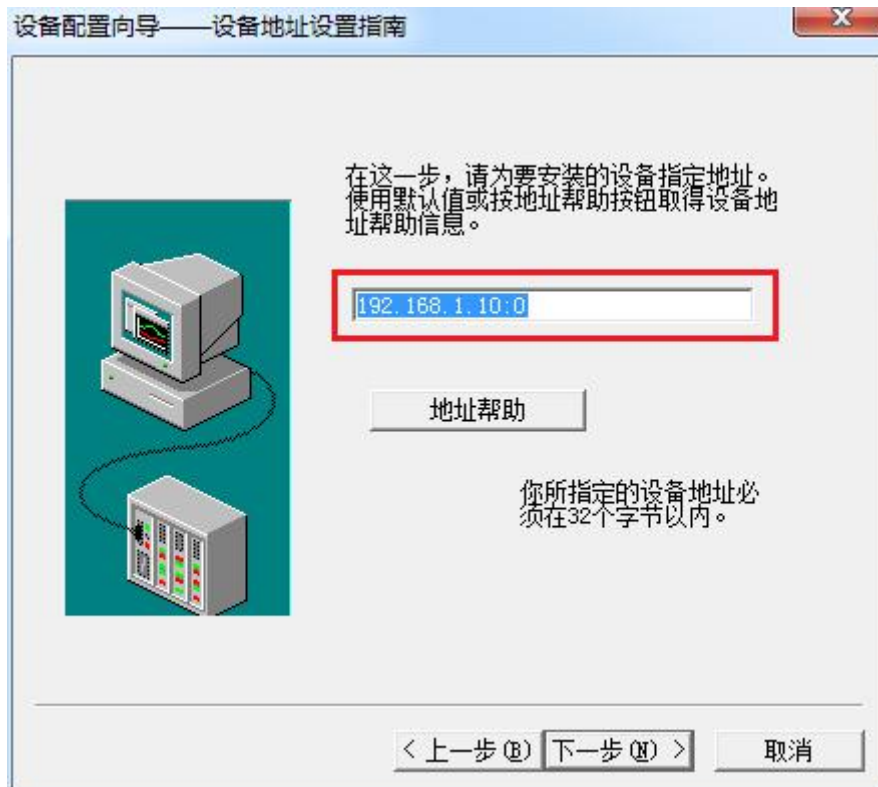 设备配置向导——设备地址设置指南
在这一步，请为要安装的设备指定地址。
使用默认值或按地址帮助按钮取得设备地
址帮助信息。
192.168.1.10:0
地址帮助
你所指定的设备地址必
须在32个字节以内。
< 上一步(B) 下一步(N) > 取消